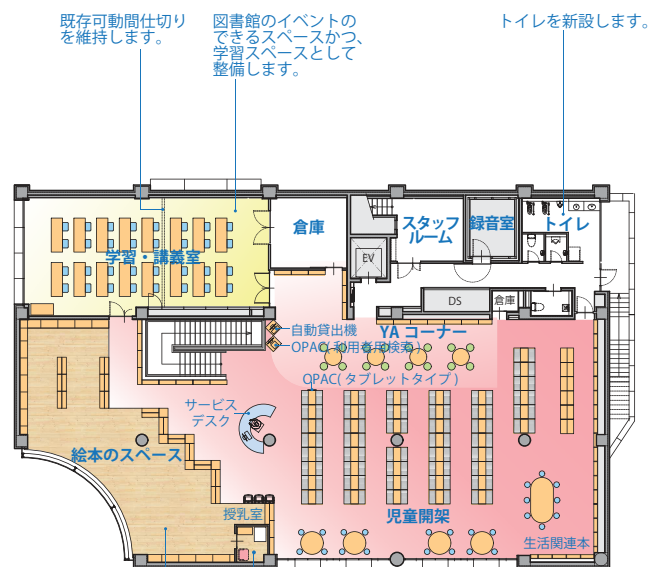 既存可動間仕切り
を維持します。
図書館のイベントの
できるスペースかつ、
学習スペースとして
整備します。
トイレを新設します。
倉庫
スタッフ
ルーム
録音室
トイレ
学習・講義室
EV
DS
倉庫
自動貸出機
YA コーナー
OPAC( 利用者用検索 )
OPAC( タブレットタイプ )
サービス
デスク
絵本のスペース
授乳室
児童開架
生活関連本